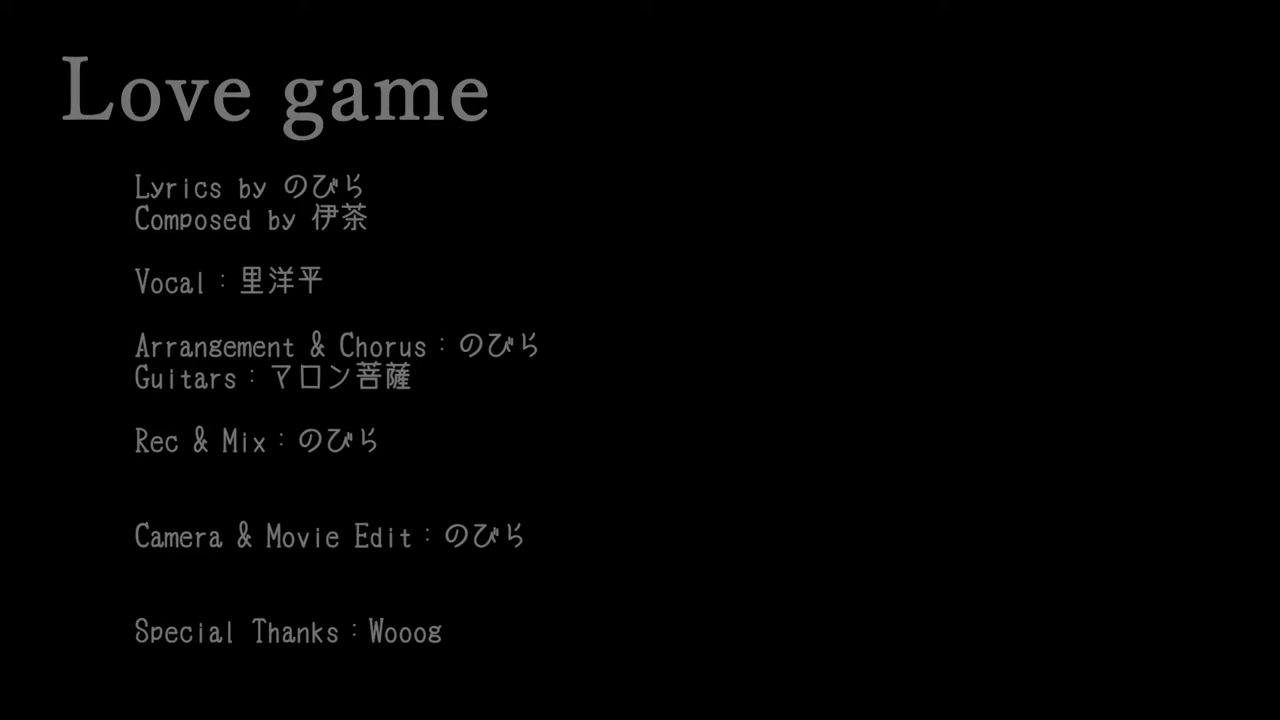 Love game
Lyrics by のびら
Composed by 伊茶
Vocal：里洋平
Arrangement & Chorus：のびら
Guitars：マロン菩薩
Rec & Mix：のびら
Camera & Movie Edit：のびら
Special Thanks：Wooog